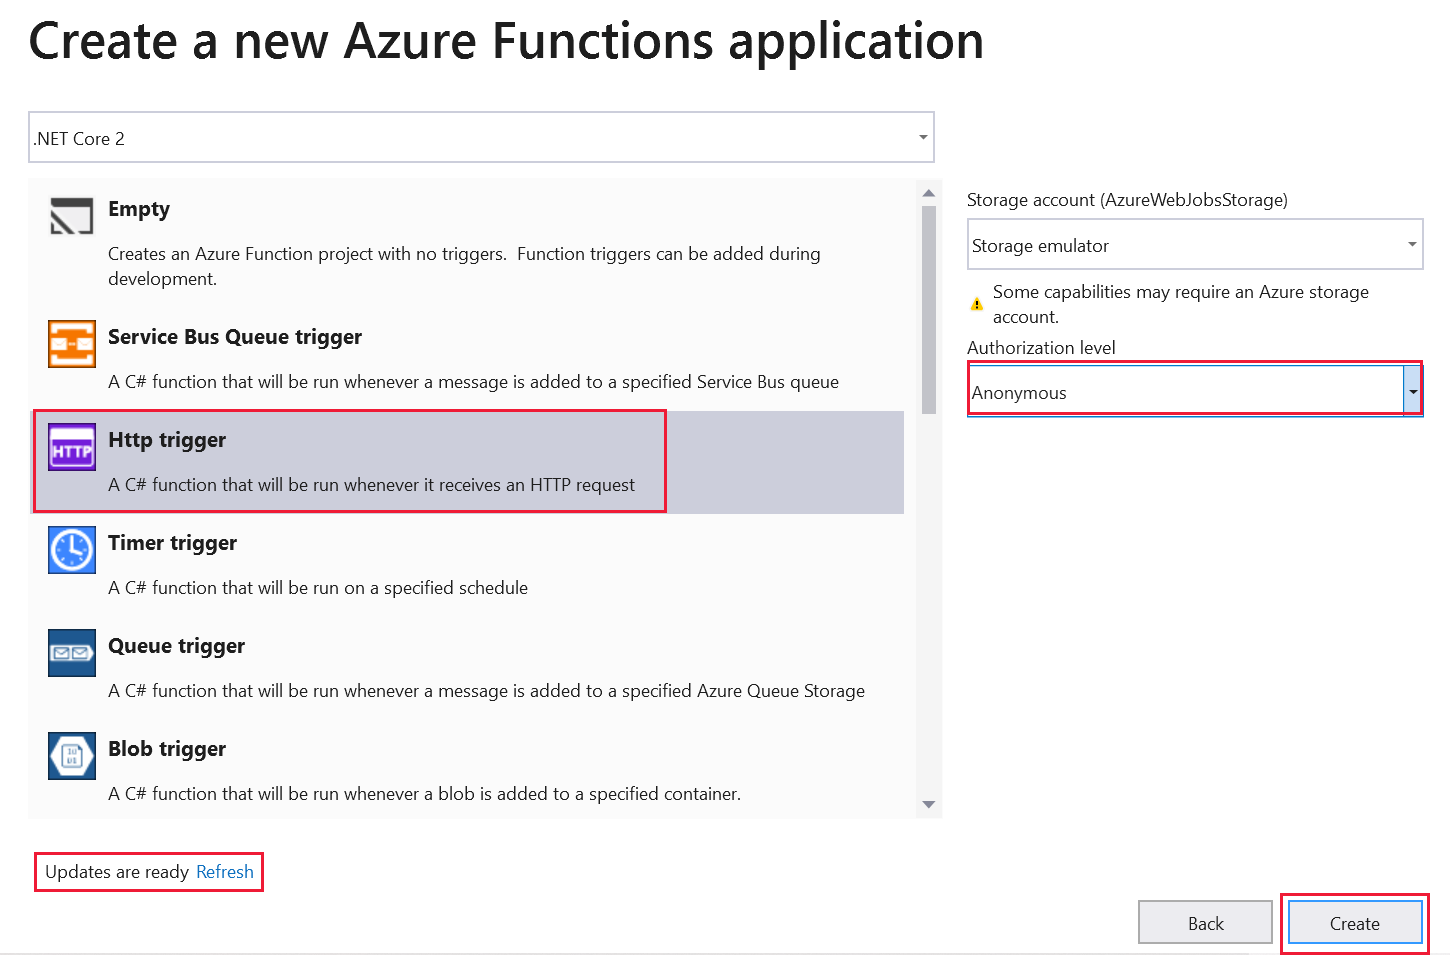 Create a new Azure Functions application
.NET Core 2
Empty
Creates an Azure Function project with no triggers.  Function triggers can be added during
development.
Service Bus Queue trigger
A C# function that will be run whenever a message is added to a specified Service Bus queue
HTTP
Http trigger
A C# function that will be run whenever it receives an HTTP request
Timer trigger
A C# function that will be run on a specified schedule
Queue trigger
A C# function that will be run whenever a message is added to a specified Azure Queue Storage
Blob trigger
A C# function that will be run whenever a blob is added to a specified container.
Storage account (AzureWebJobsStorage)
Storage emulator
Some capabilities may require an Azure storage
account.
Authorization level
Anonymous
Updates are ready Refresh
Back
Create